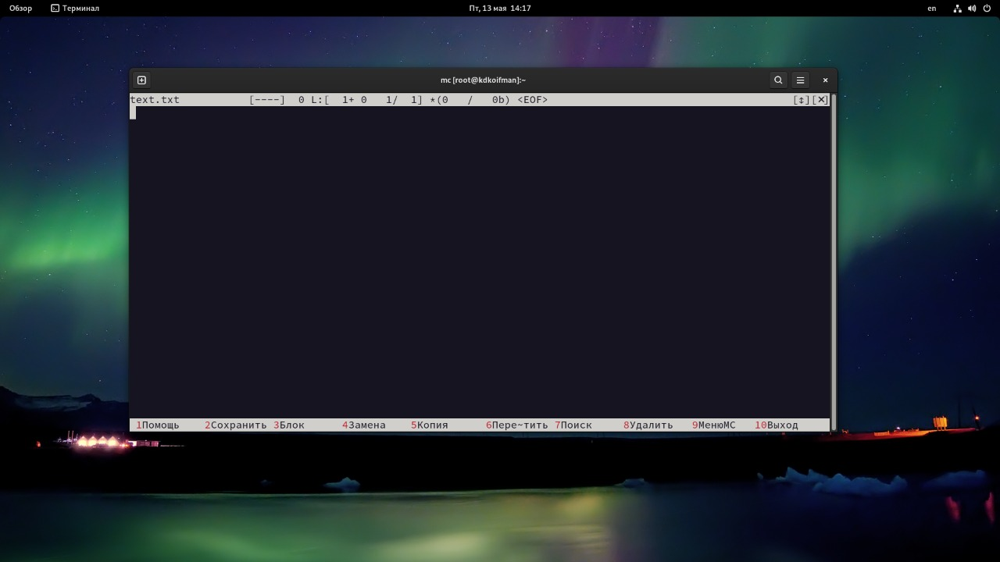 Обзор Терминал Пт, 13 мая 14:17 en
mc [root@kdkoifman]:~
text.txt [----] 0 L:[ 1+ 0 1/ 1] *(0 / 0b) <EOF> [↕][×]
1Помощь 2Сохранить 3Блок 4Замена 5Копия 6Пере~тить 7Поиск 8Удалить 9МенюMC 10Выход